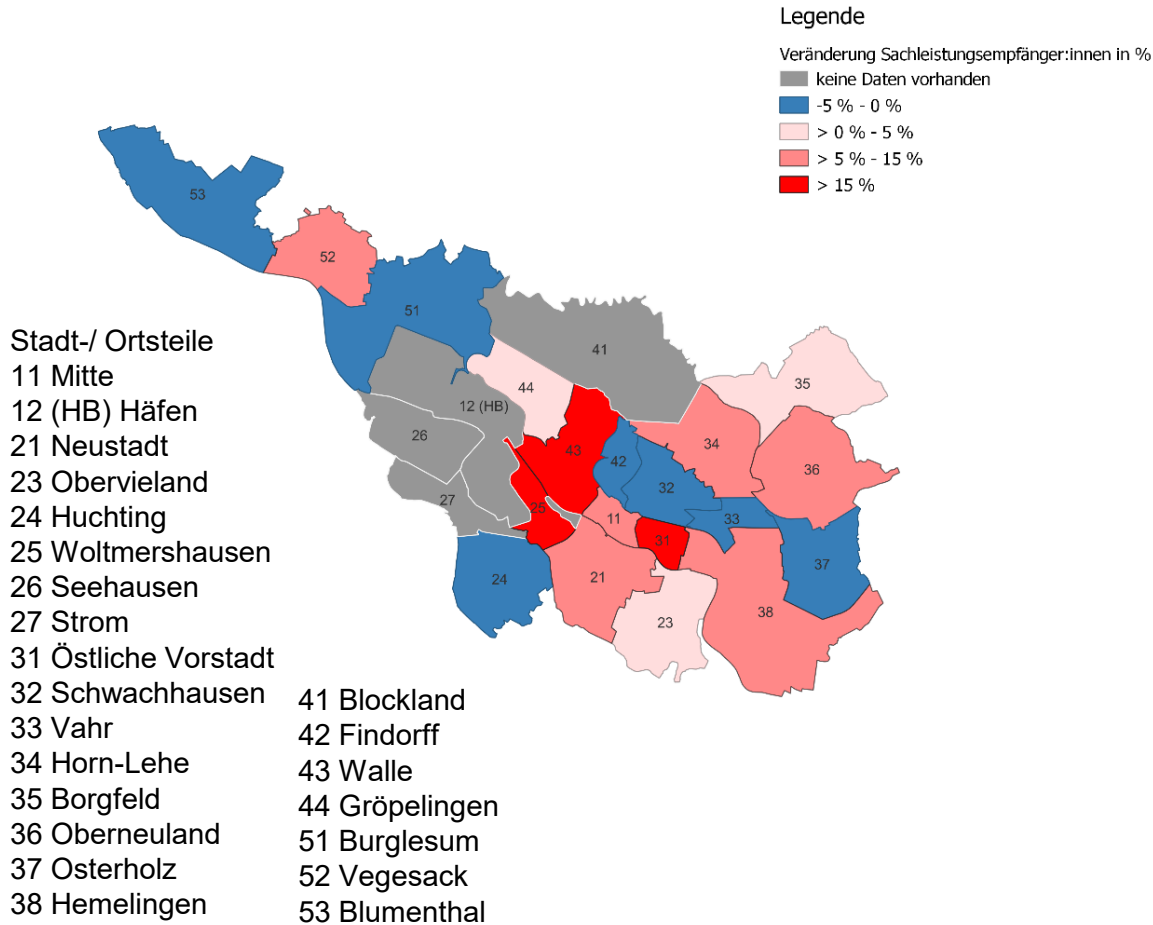 Legende
Veränderung Sachleistungsempfänger:innen in %
keine Daten vorhanden
-5 % - 0 %
> 0 % - 5 %
> 5 % - 15 %
> 15 %
53
52
51
41
35
44
12 (HB)
26
43
42
34
36
32
27
25
11
33
31
37
24
21
23
38
Stadt-/ Ortsteile
11 Mitte
12 (HB) Häfen
21 Neustadt
23 Obervieland
24 Huchting
25 Woltmershausen
26 Seehausen
27 Strom
31 Östliche Vorstadt
32 Schwachhausen
33 Vahr
34 Horn-Lehe
35 Borgfeld
36 Oberneuland
37 Osterholz
38 Hemelingen
41 Blockland
42 Findorff
43 Walle
44 Gröpelingen
51 Burglesum
52 Vegesack
53 Blumenthal